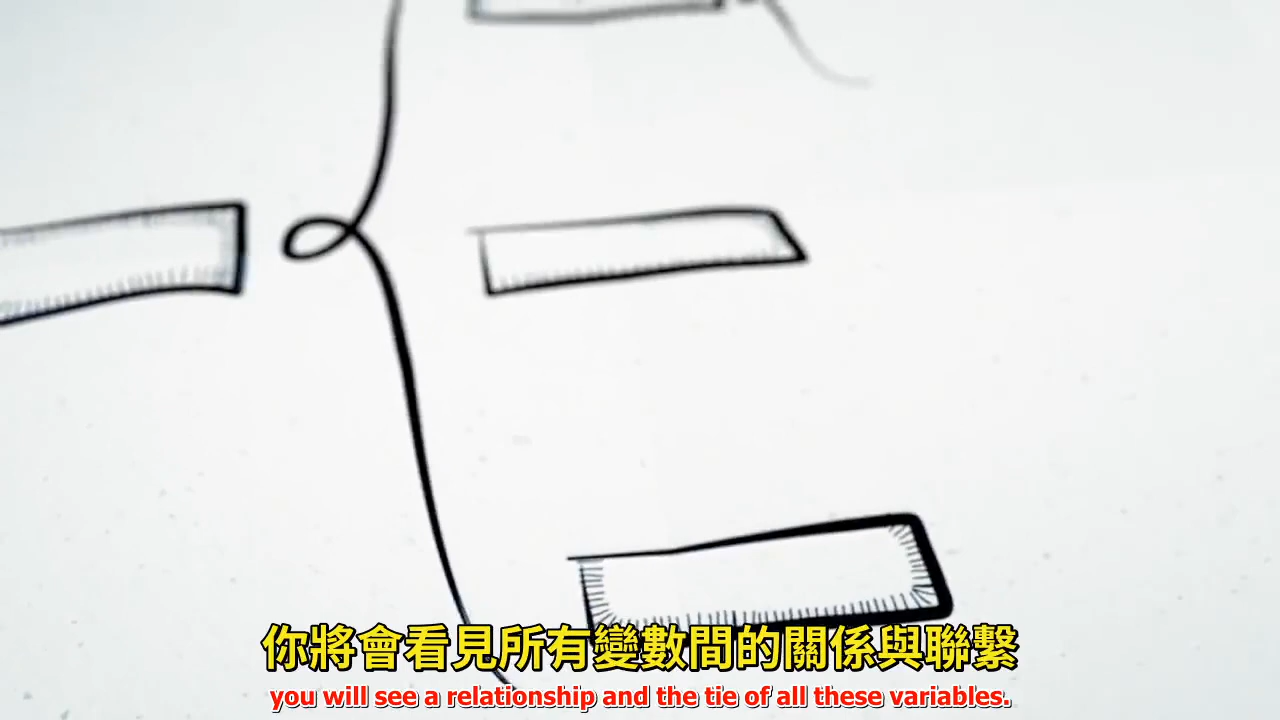 你將會看見所有變數間的關係與聯繫
you will see a relationship and the tie of all these variables.